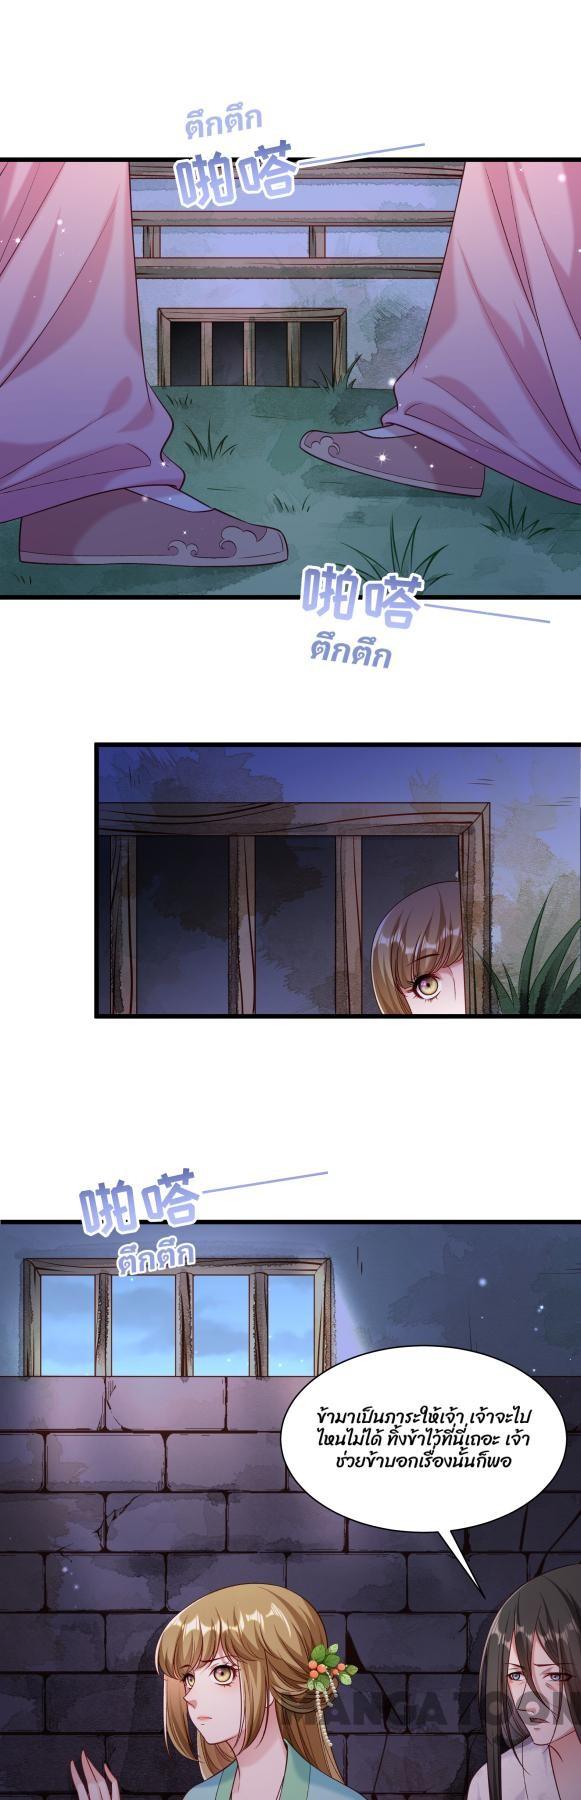 ตึกตึก
啪嗒
啪嗒
ตึกตึก
啪嗒
ตึกตึก
ข้ามาเป็นภาระให้เจ้า เจ้าจะไป
ไหนไม่ได้ ทิ้งข้าไว้ที่นี่เถอะ เจ้า
ช่วยข้าบอกเรื่องนั้นก็พอ
MANGA TOON